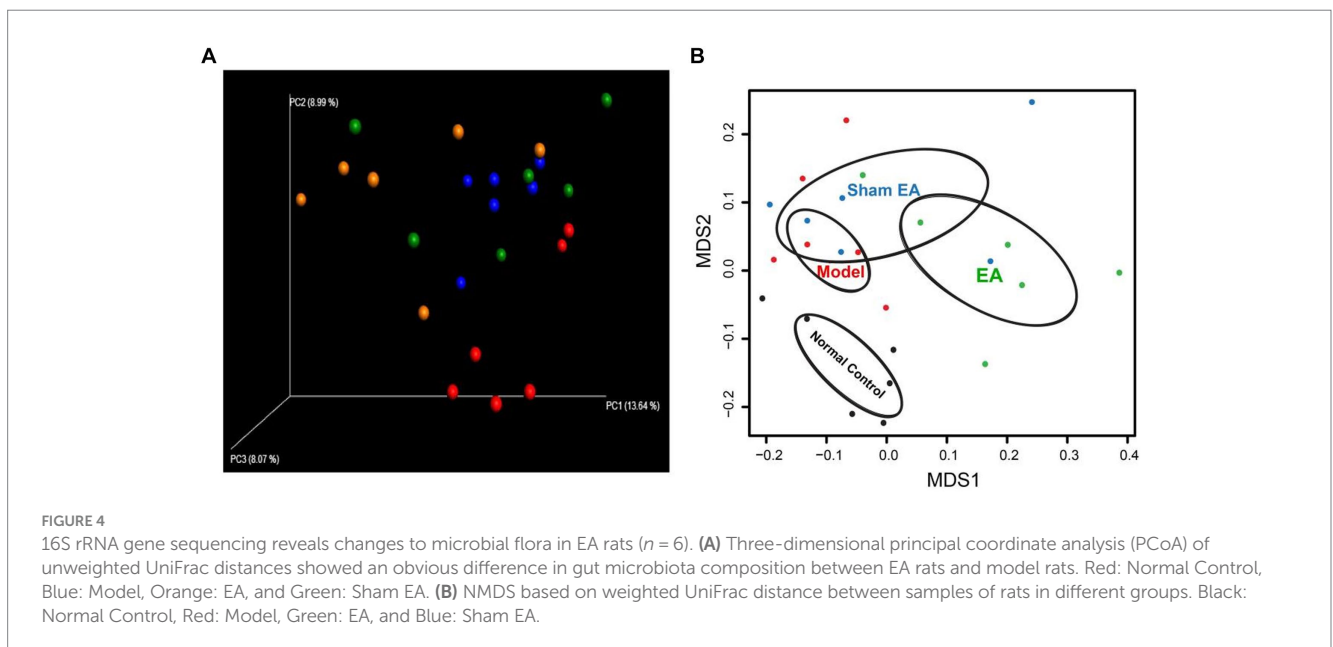 A
B
PC2 (8.99 %)
PC1 (13.64 %)
PC3 (8.07 %)
MDS2
0.2
0.1
0.0
−0.1
−0.2
Sham EA
Model
EA
Normal Control
−0.2 −0.1 0.0 0.1 0.2 0.3 0.4
MDS1
FIGURE 4
16S rRNA gene sequencing reveals changes to microbial flora in EA rats (n = 6). (A) Three-dimensional principal coordinate analysis (PCoA) of
unweighted UniFrac distances showed an obvious difference in gut microbiota composition between EA rats and model rats. Red: Normal Control,
Blue: Model, Orange: EA, and Green: Sham EA. (B) NMDS based on weighted UniFrac distance between samples of rats in different groups. Black:
Normal Control, Red: Model, Green: EA, and Blue: Sham EA.